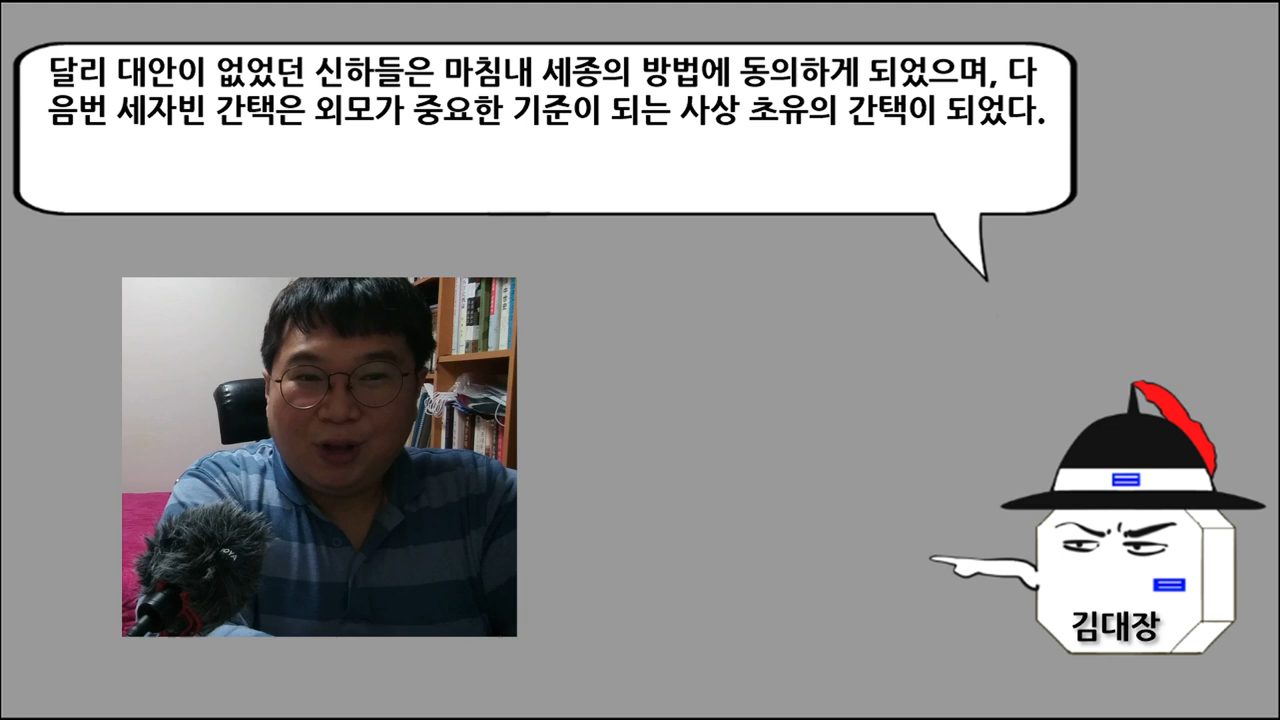 달리 대안이 없었던 신하들은 마침내 세종의 방법에 동의하게 되었으며, 다
음번 세자빈 간택은 외모가 중요한 기준이 되는 사상 초유의 간택이 되었다.
BOYA
김대장